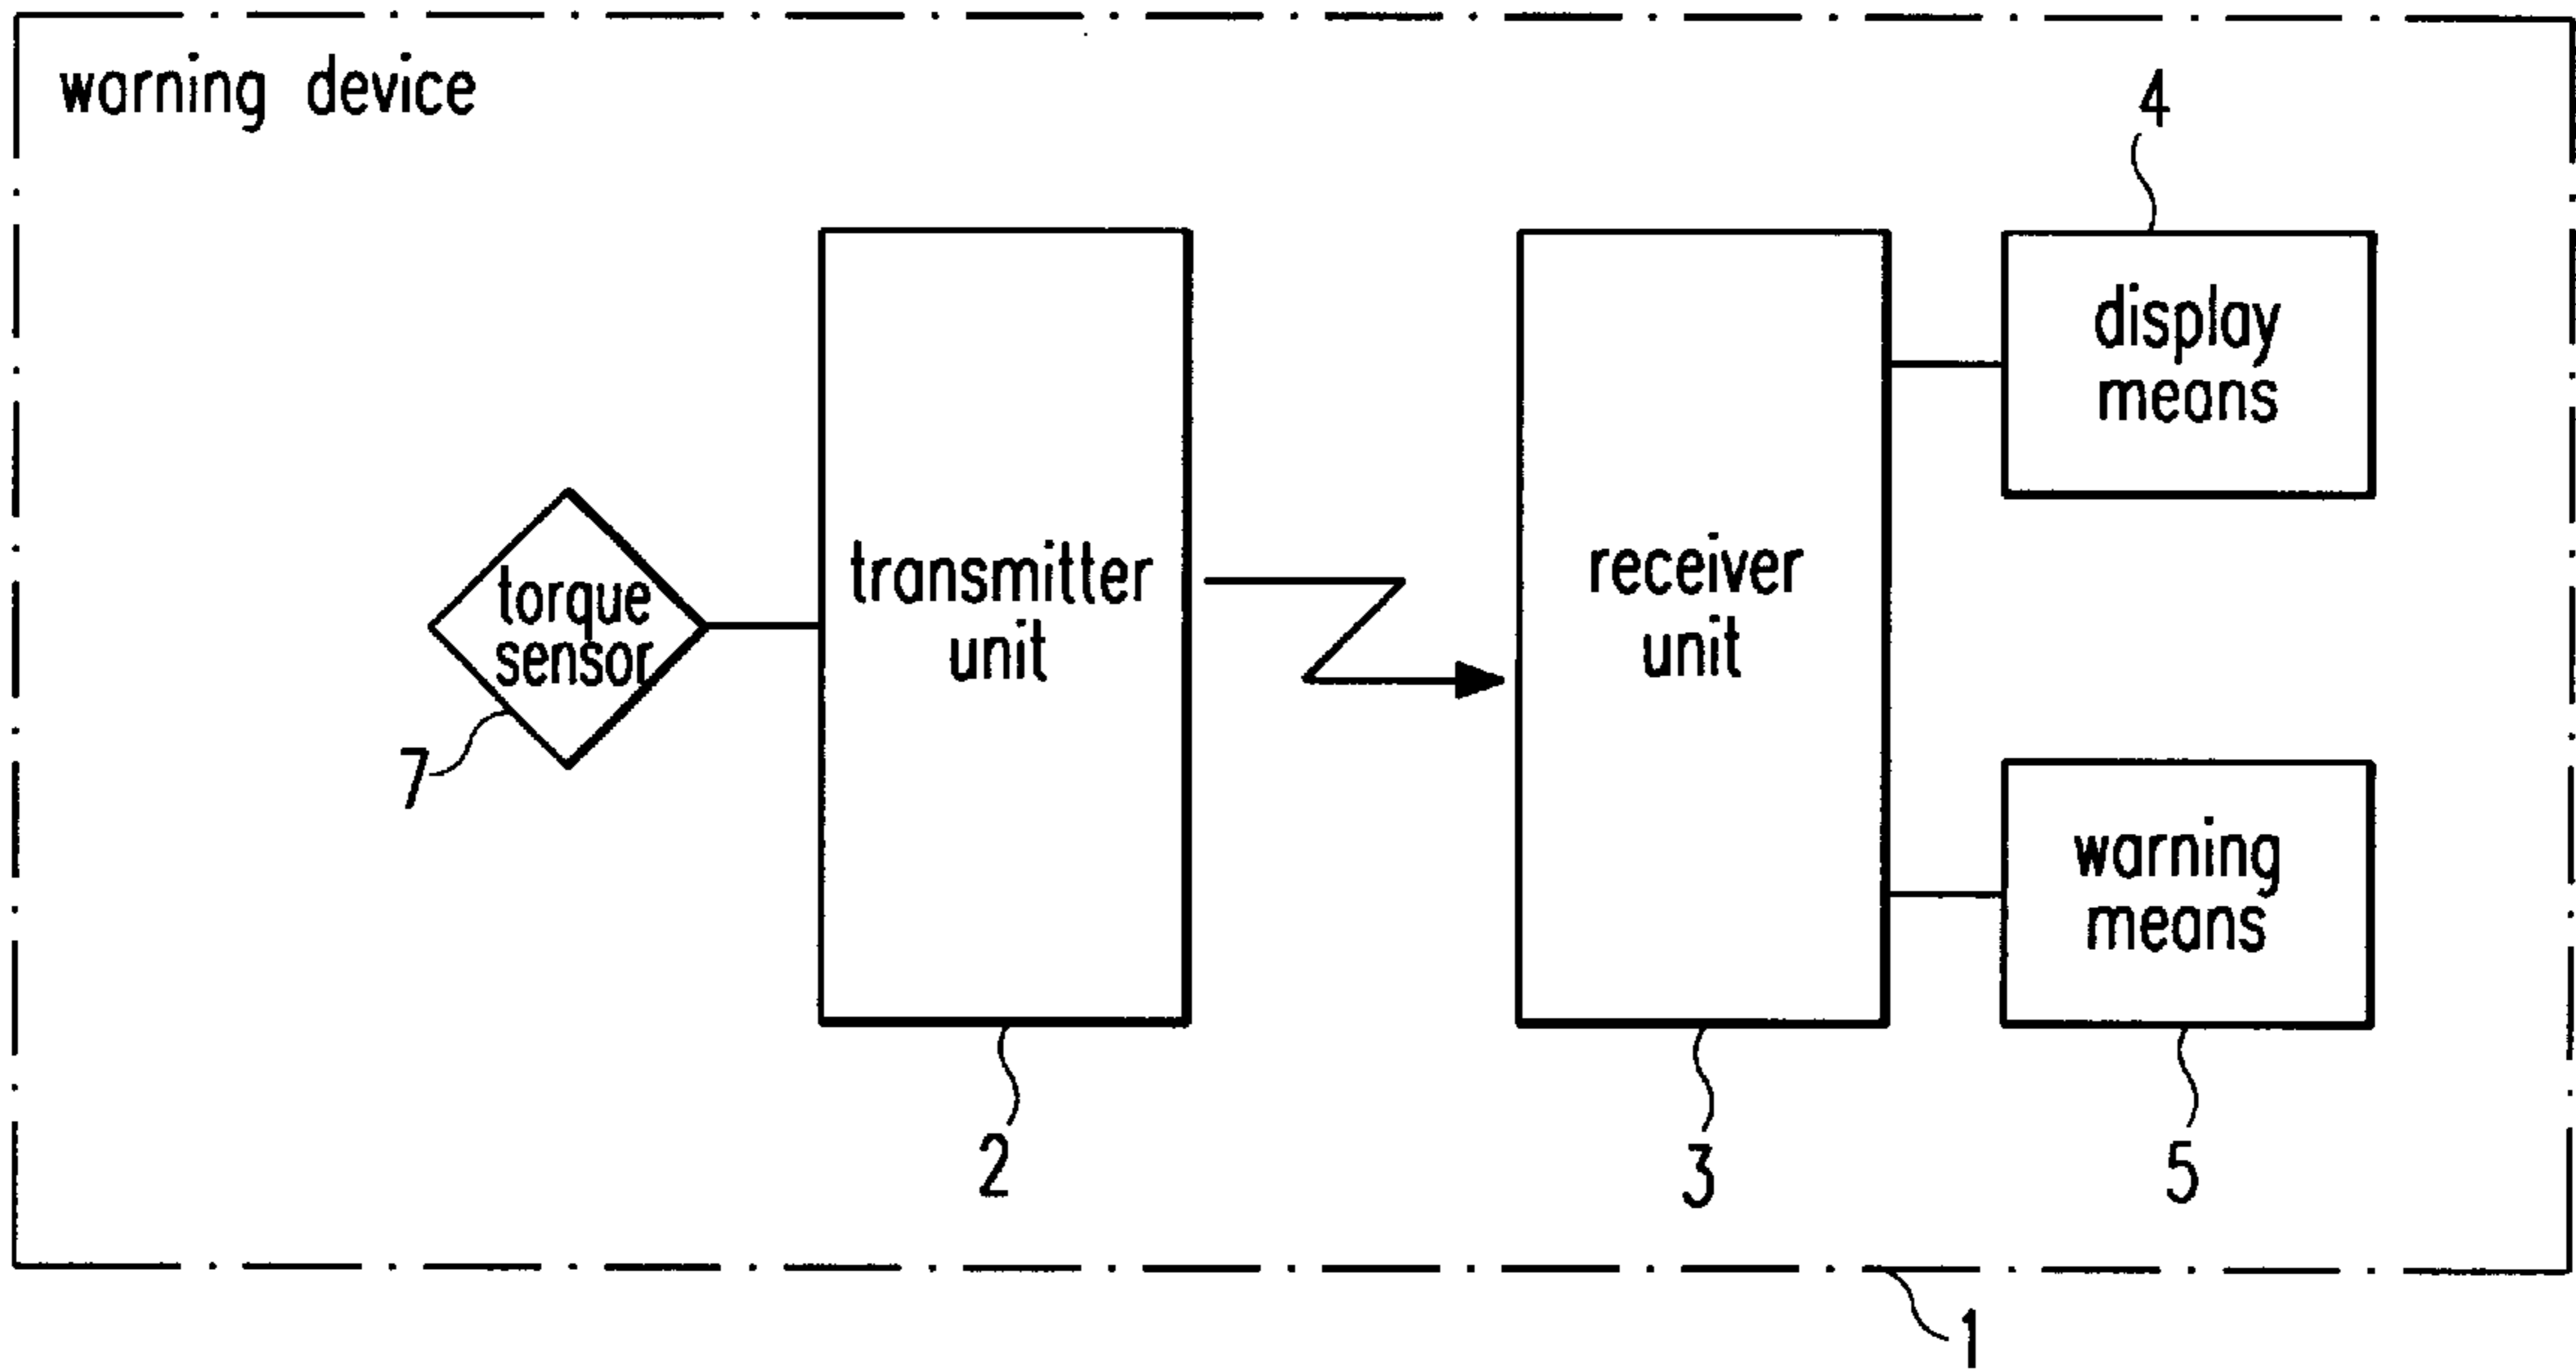 warning device
4
display
means
torque
sensor
7
transmitter
unit
receiver
unit
warning
means
2
3
5
1